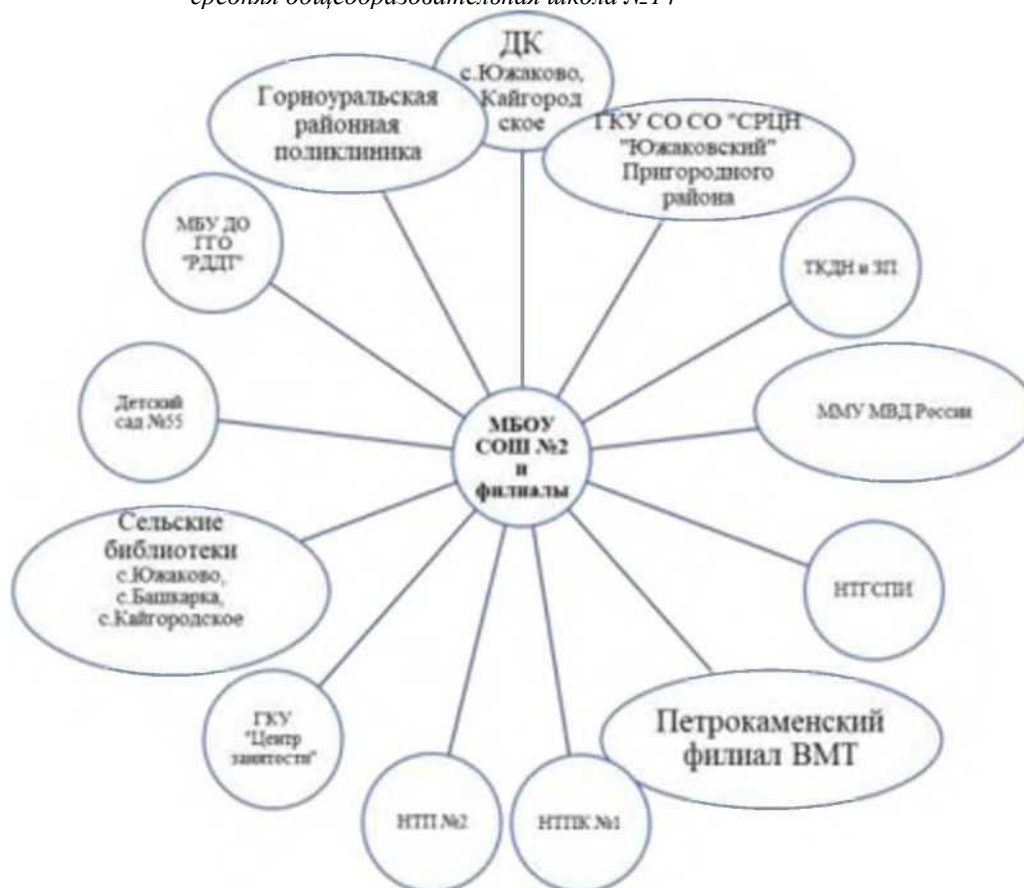 средняя общеобразовательная школа №14
ДК
с.Южаково,
Кайгород
ское
ГКУ СО СО "СРЦН
"Южаковский"
Пригородного
района
ТКДН и ЗП
ММУ МВД России
НТГСПИ
Петрокаменский
филиал ВМТ
НТПК №1
НТП №2
ГКУ
"Центр
занятости"
Сельские
библиотеки
с.Южаково,
с.Башкарка,
с.Кайгородское
Детский
сад №55
МБУ ДО
ГГО
"РДДТ"
Горноуральская
районная
поликлиника
МБОУ
СОШ №2
и
филиалы